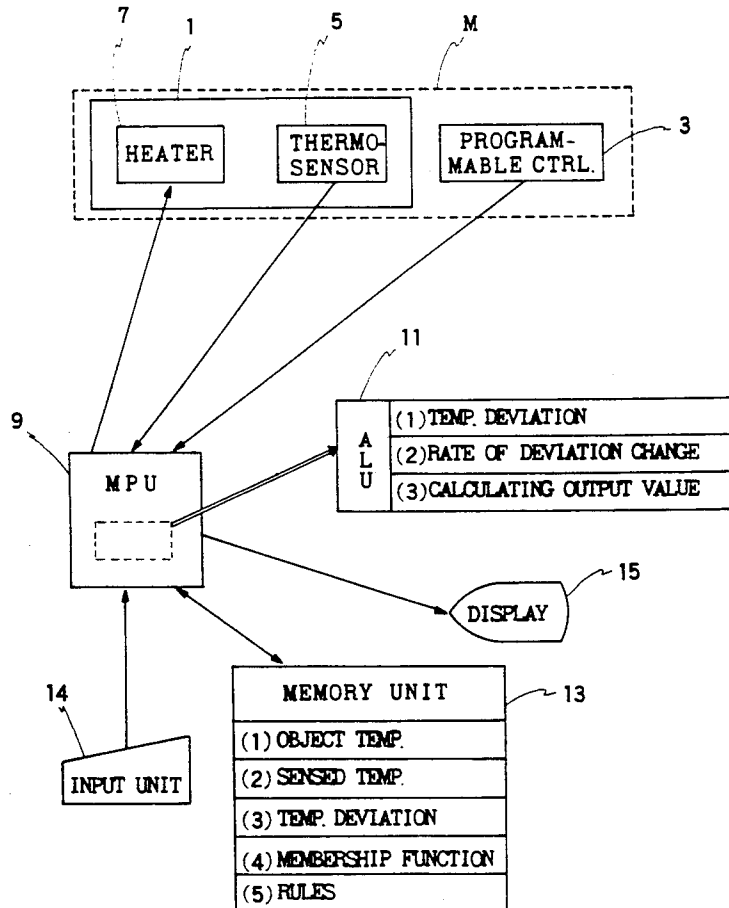 7
1
5
M
HEATER
THERMO-
SENSOR
PROGRAM-
MABLE CTRL.
3
11
9
MPU
ALU
(1) TEMP. DEVIATION
(2) RATE OF DEVIATION CHANGE
(3) CALCULATING OUTPUT VALUE
15
DISPLAY
14
INPUT UNIT
MEMORY UNIT
13
(1) OBJECT TEMP.
(2) SENSED TEMP.
(3) TEMP. DEVIATION
(4) MEMBERSHIP FUNCTION
(5) RULES